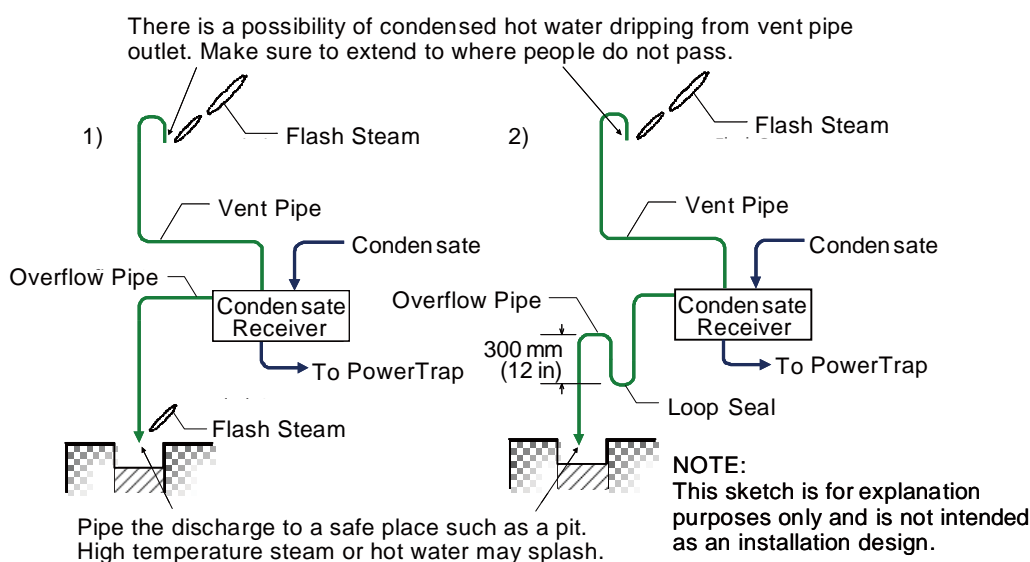 There is a possibility of condensed hot water dripping from vent pipe
outlet. Make sure to extend to where people do not pass.
1)
Flash Steam
Vent Pipe
Condensate
Overflow Pipe
Condensate
Receiver
To PowerTrap
Flash Steam
2)
Flash Steam
Vent Pipe
Condensate
Overflow Pipe
Condensate
Receiver
300 mm
(12 in)
To PowerTrap
Loop Seal
Pipe the discharge to a safe place such as a pit.
High temperature steam or hot water may splash.
NOTE:
This sketch is for explanation
purposes only and is not intended
as an installation design.